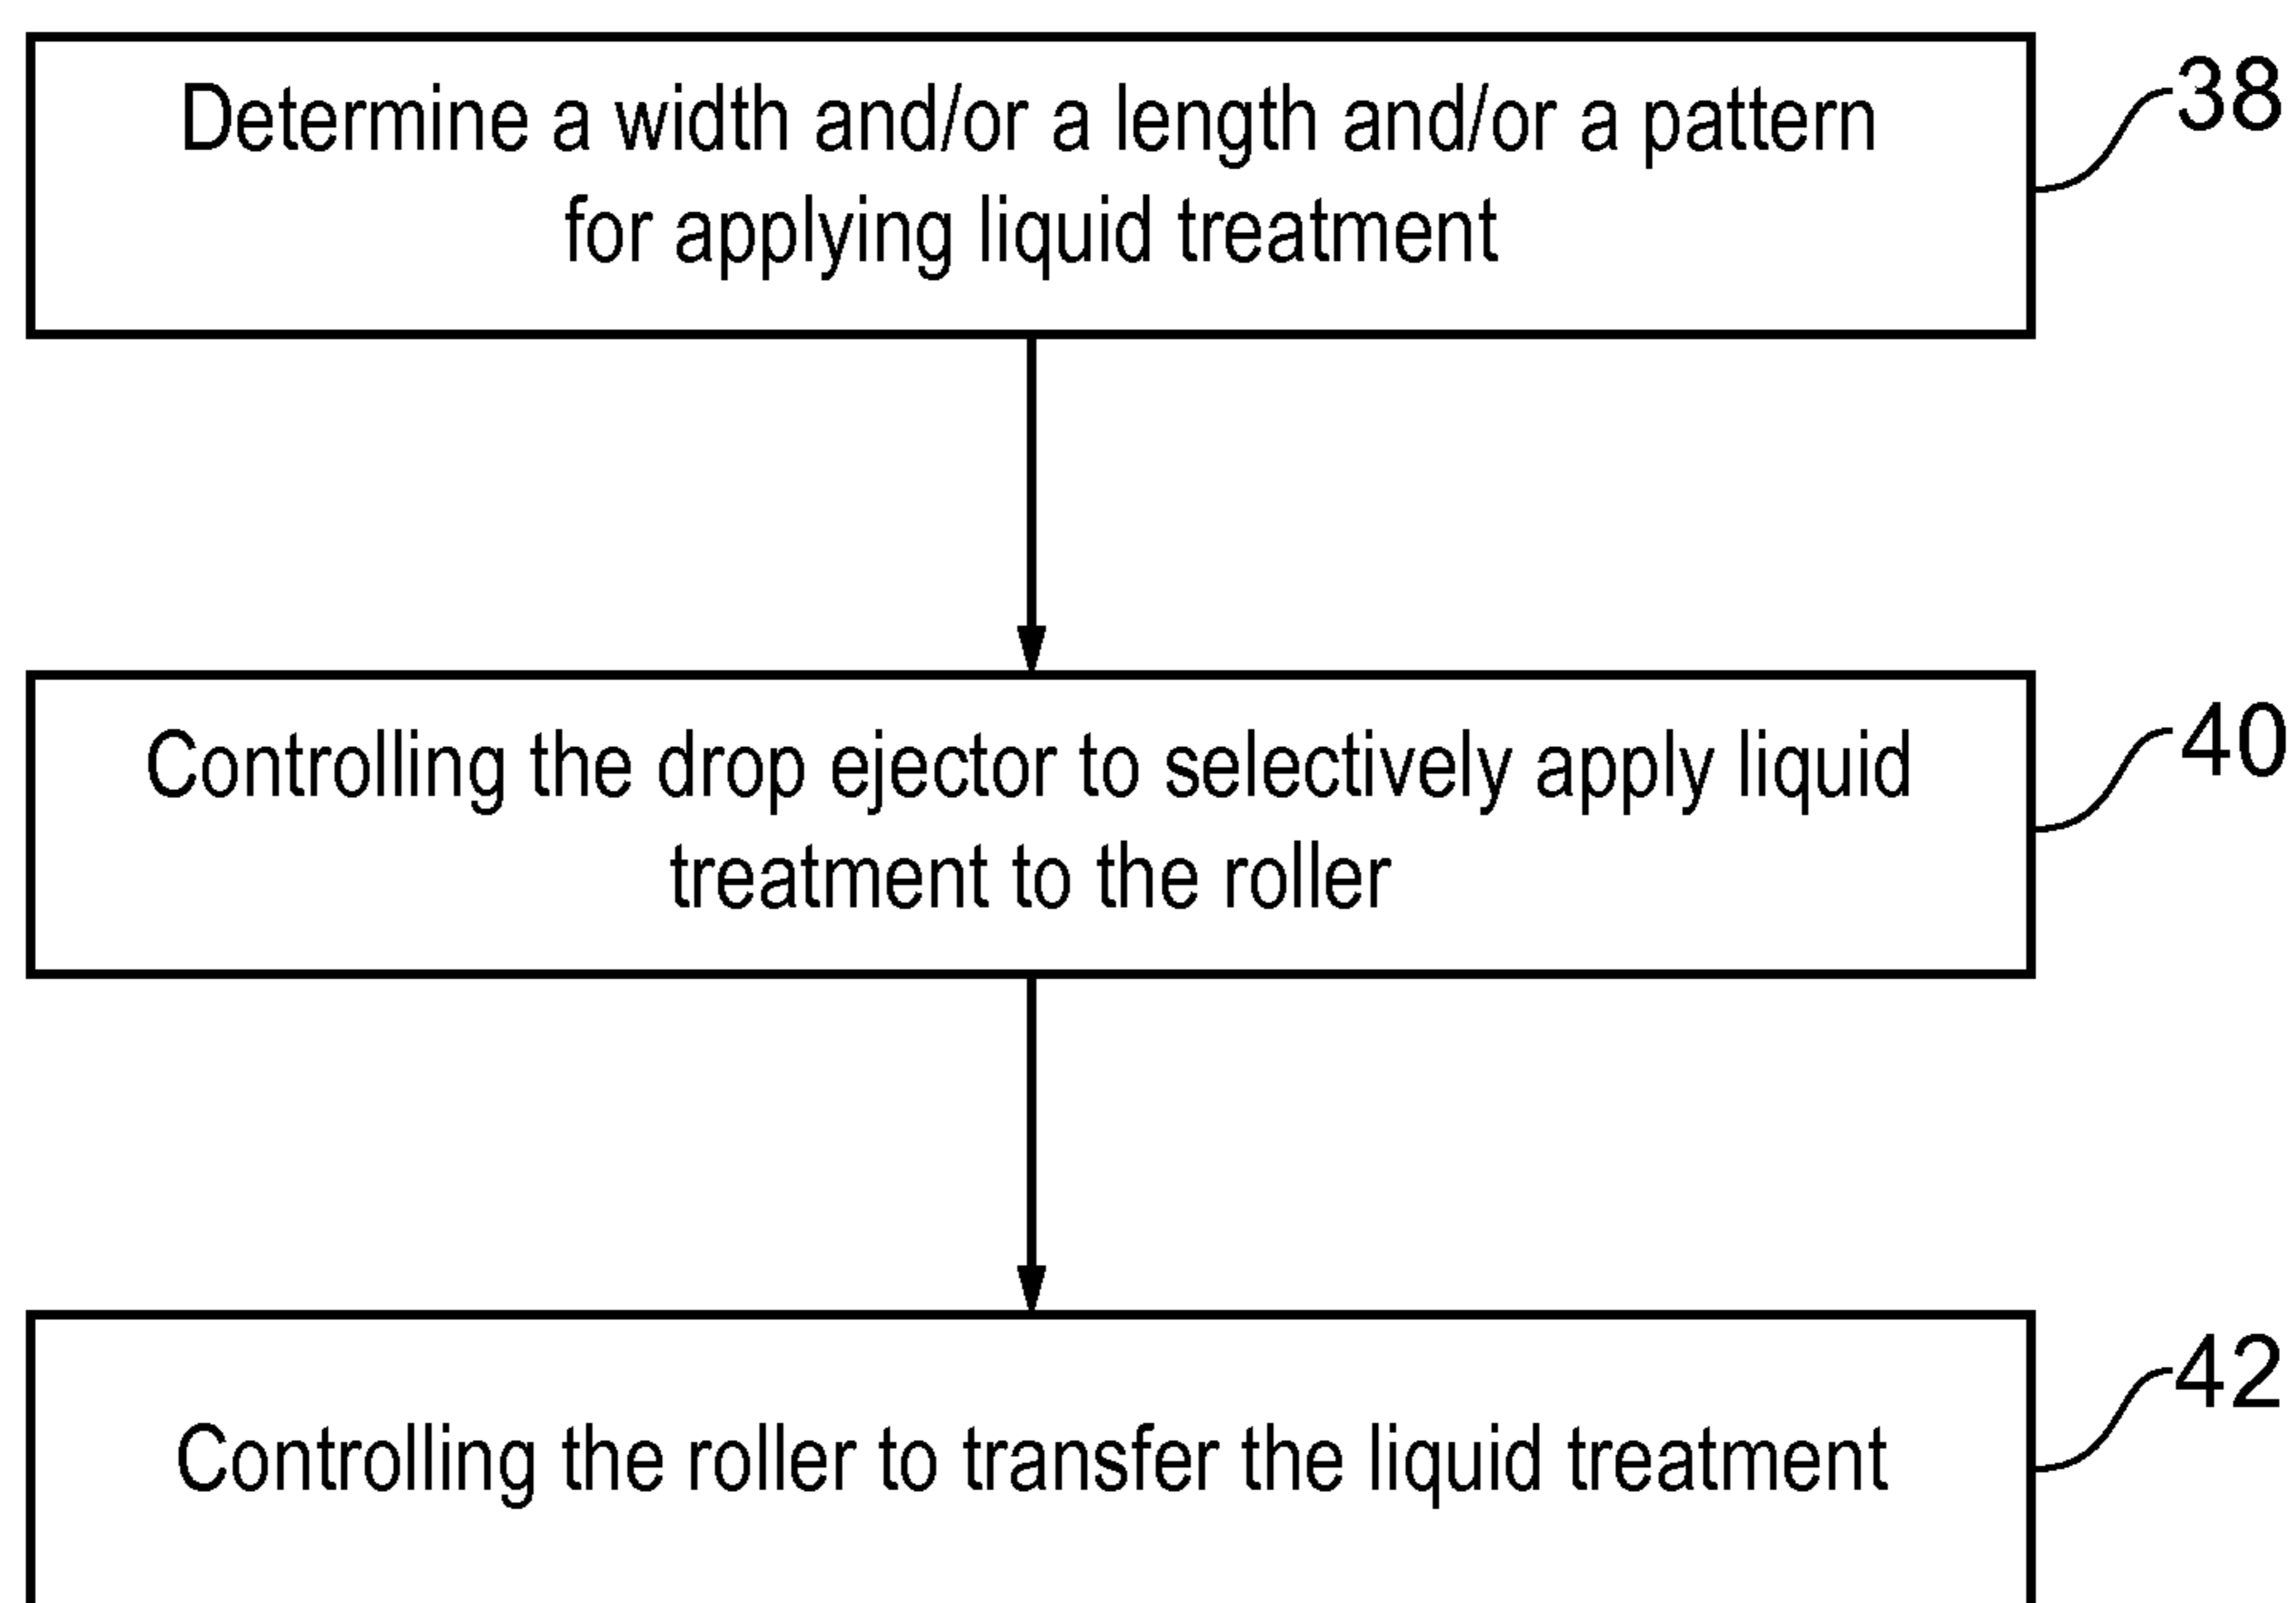 Determine a width and/or a length and/or a pattern
for applying liquid treatment
38
Controlling the drop ejector to selectively apply liquid
treatment to the roller
40
Controlling the roller to transfer the liquid treatment
42